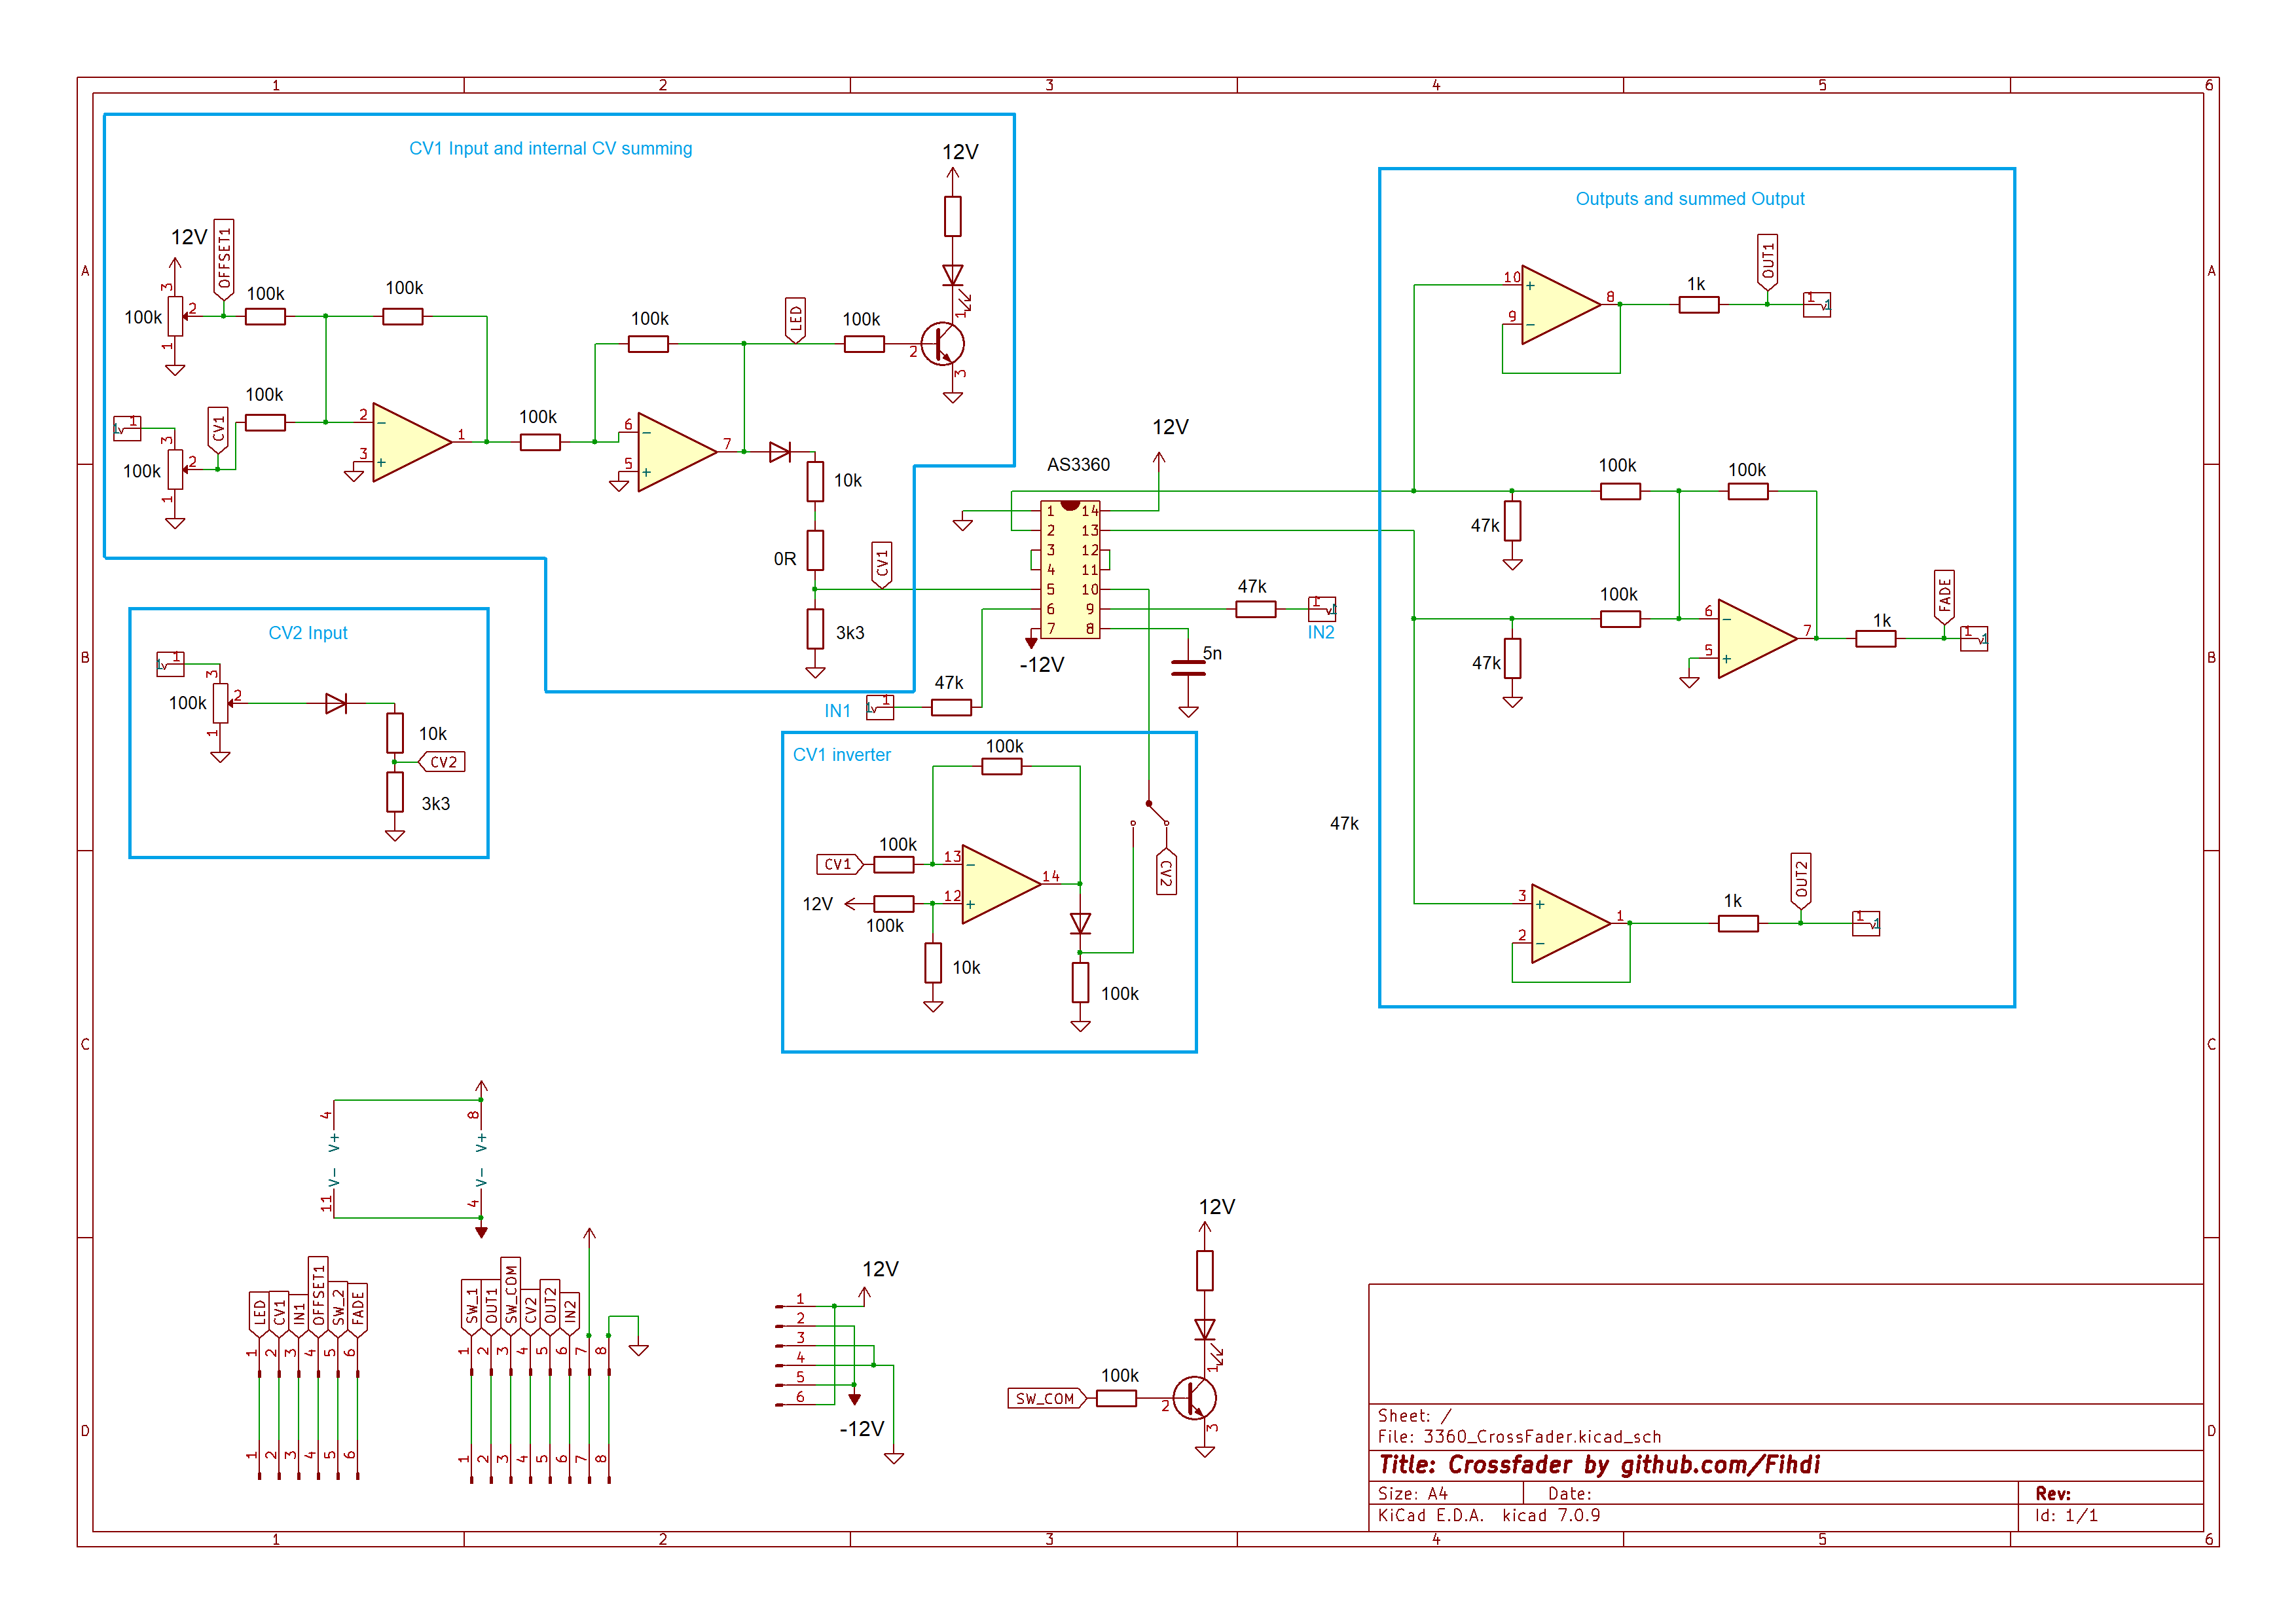 1 2 3 4 5 6
A
B
C
D
CV1 Input and internal CV summing
12V
12V
OFFSET1
3
2
1
100k
100k
100k
100k
LED
100k
1
2
3
1
1
CV1
3
2
1
100k
100k
2
3
1
-
+
100k
6
5
7
-
+
10k
0R
CV1
3k3
CV2 Input
1
1
3
2
1
100k
10k
CV2
3k3
12V
AS3360
1
2
3
4
5
6
7
14
13
12
11
10
9
8
-12V
5n
47k
1
1
IN2
IN1
1
1
47k
CV1 inverter
100k
CV1
100k
13
12
14
-
+
12V
100k
10k
100k
CV2
47k
Outputs and summed Output
10
9
8
+
-
1k
OUT1
1
1
100k
100k
47k
100k
47k
6
5
7
-
+
1k
FADE
1
1
3
2
1
+
-
1k
OUT2
1
1
4
8
V+
V+
V-
V-
11
4
LED
CV1
IN1
OFFSET1
SW_2
FADE
1 2 3 4 5 6
1 2 3 4 5 6
SW_1
OUT1
SW_COM
CV2
OUT2
IN2
1 2 3 4 5 6 7 8
1 2 3 4 5 6 7 8
12V
1
2
3
4
5
6
-12V
12V
SW_COM
100k
1
2
3
Sheet: /
File: 3360_CrossFader.kicad_sch
Title: Crossfader by github.com/Fihdi
Size: A4
Date:
Rev:
KiCad E.D.A. kicad 7.0.9
Id: 1/1
A
B
C
D
1 2 3 4 5 6